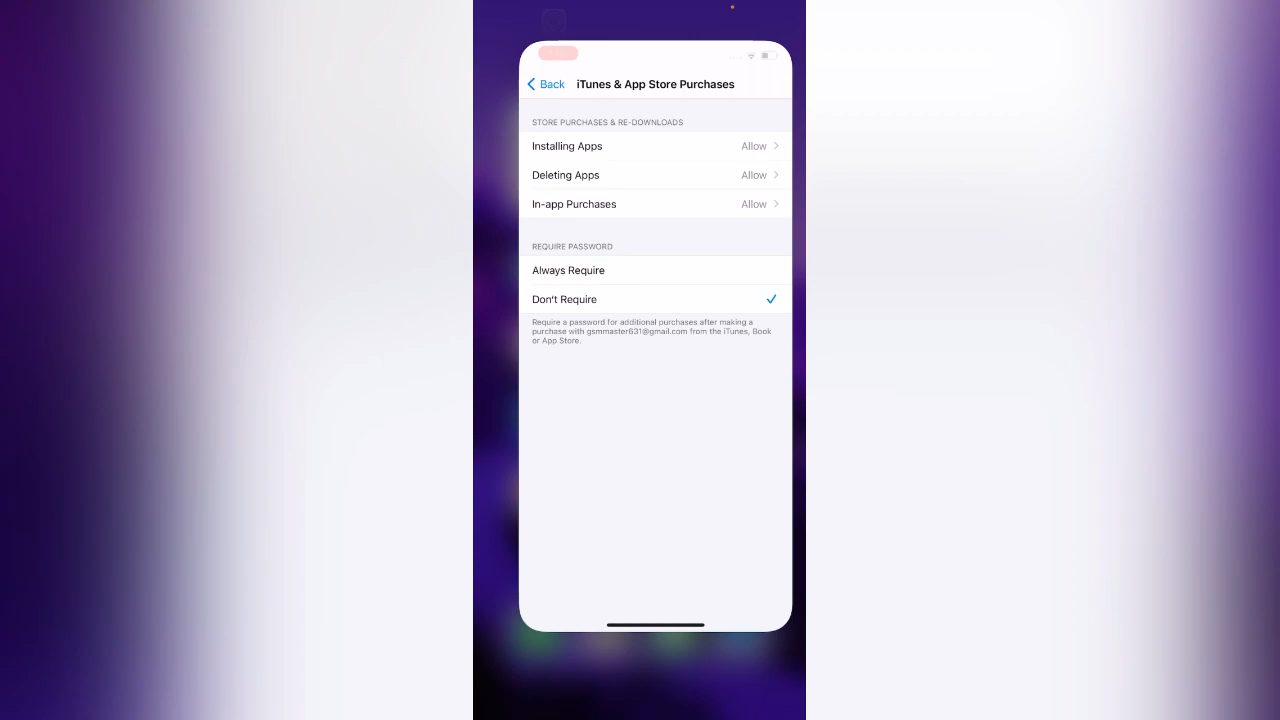 Back
iTunes & App Store Purchases
STORE PURCHASES & RE-DOWNLOADS
Installing Apps Allow
Deleting Apps Allow
In-app Purchases Allow
REQUIRE PASSWORD
Always Require
Don't Require
Require a password for additional purchases after making a
purchase with gsmmaster631@gmail.com from the iTunes, Book
or App Store.